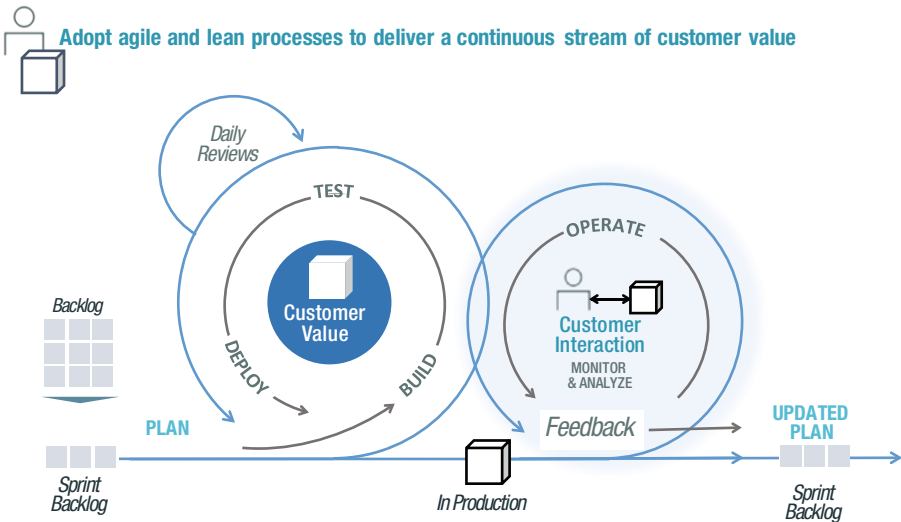 Adopt agile and lean processes to deliver a continuous stream of customer value
Daily
Reviews
TEST
Customer
Value
DEPLOY
BUILD
OPERATE
Customer
Interaction
MONITOR
& ANALYZE
Feedback
Backlog
PLAN
Sprint
Backlog
In Production
UPDATED
PLAN
Sprint
Backlog